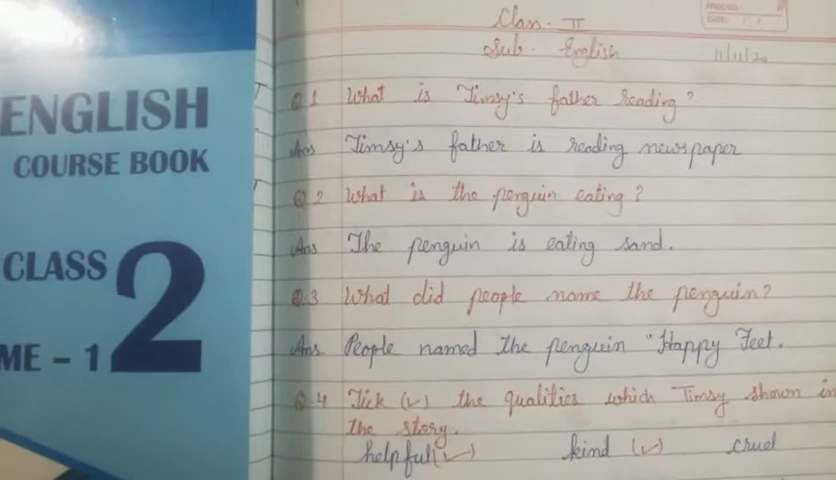 ENGLISH
COURSE BOOK
CLASS 2
ME - 1
Class - II
Sub. English
11/11/20
Q.1 What is Timsy's father reading?
Ans Timsy's father is reading newspaper
Q.2 What is the penguin eating?
Ans The penguin is eating sand.
Q.3 What did people name the penguin?
Ans People named the penguin "Happy Feet.
Q.4 Tick (✓) the qualities which Timsy shown in
the story.
helpful(✓) kind (✓) cruel